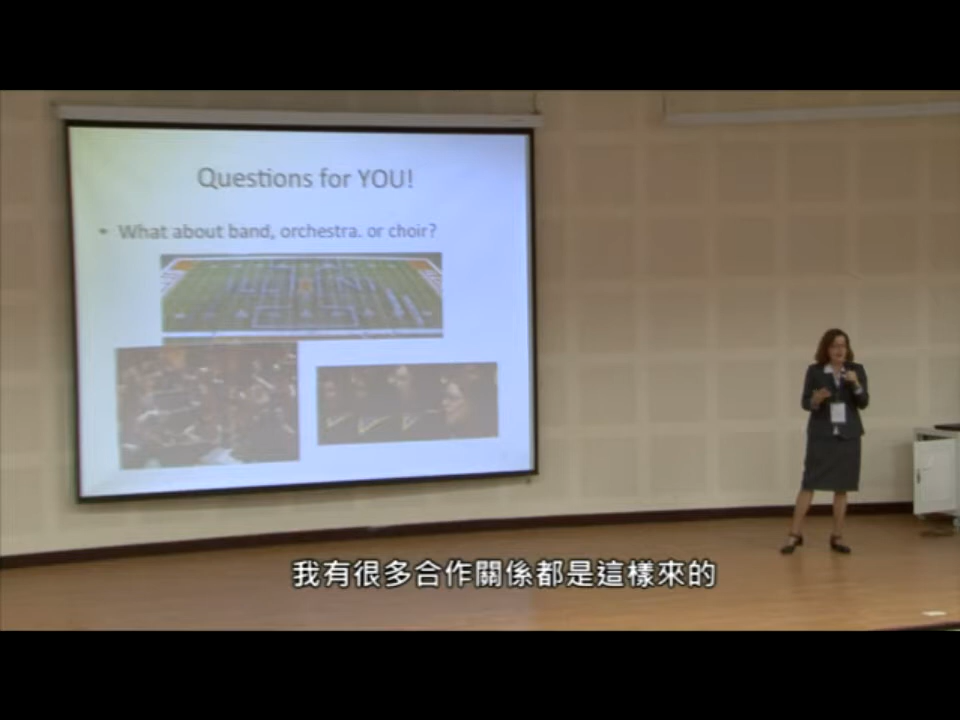 Questions for YOU!
• What about band, orchestra. or choir?
ILLINI
我有很多合作關係都是這樣來的